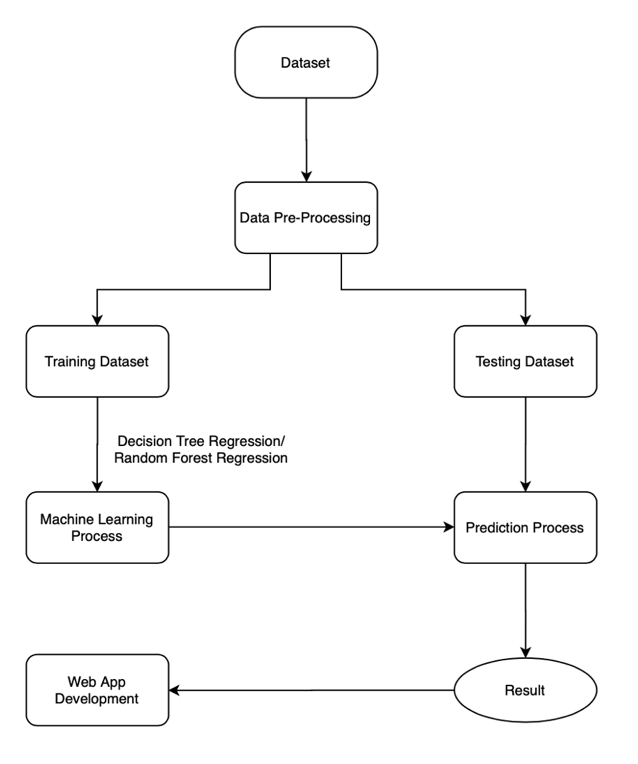 Dataset
Data Pre-Processing
Training Dataset
Testing Dataset
Decision Tree Regression/
Random Forest Regression
Machine Learning
Process
Prediction Process
Web App
Development
Result